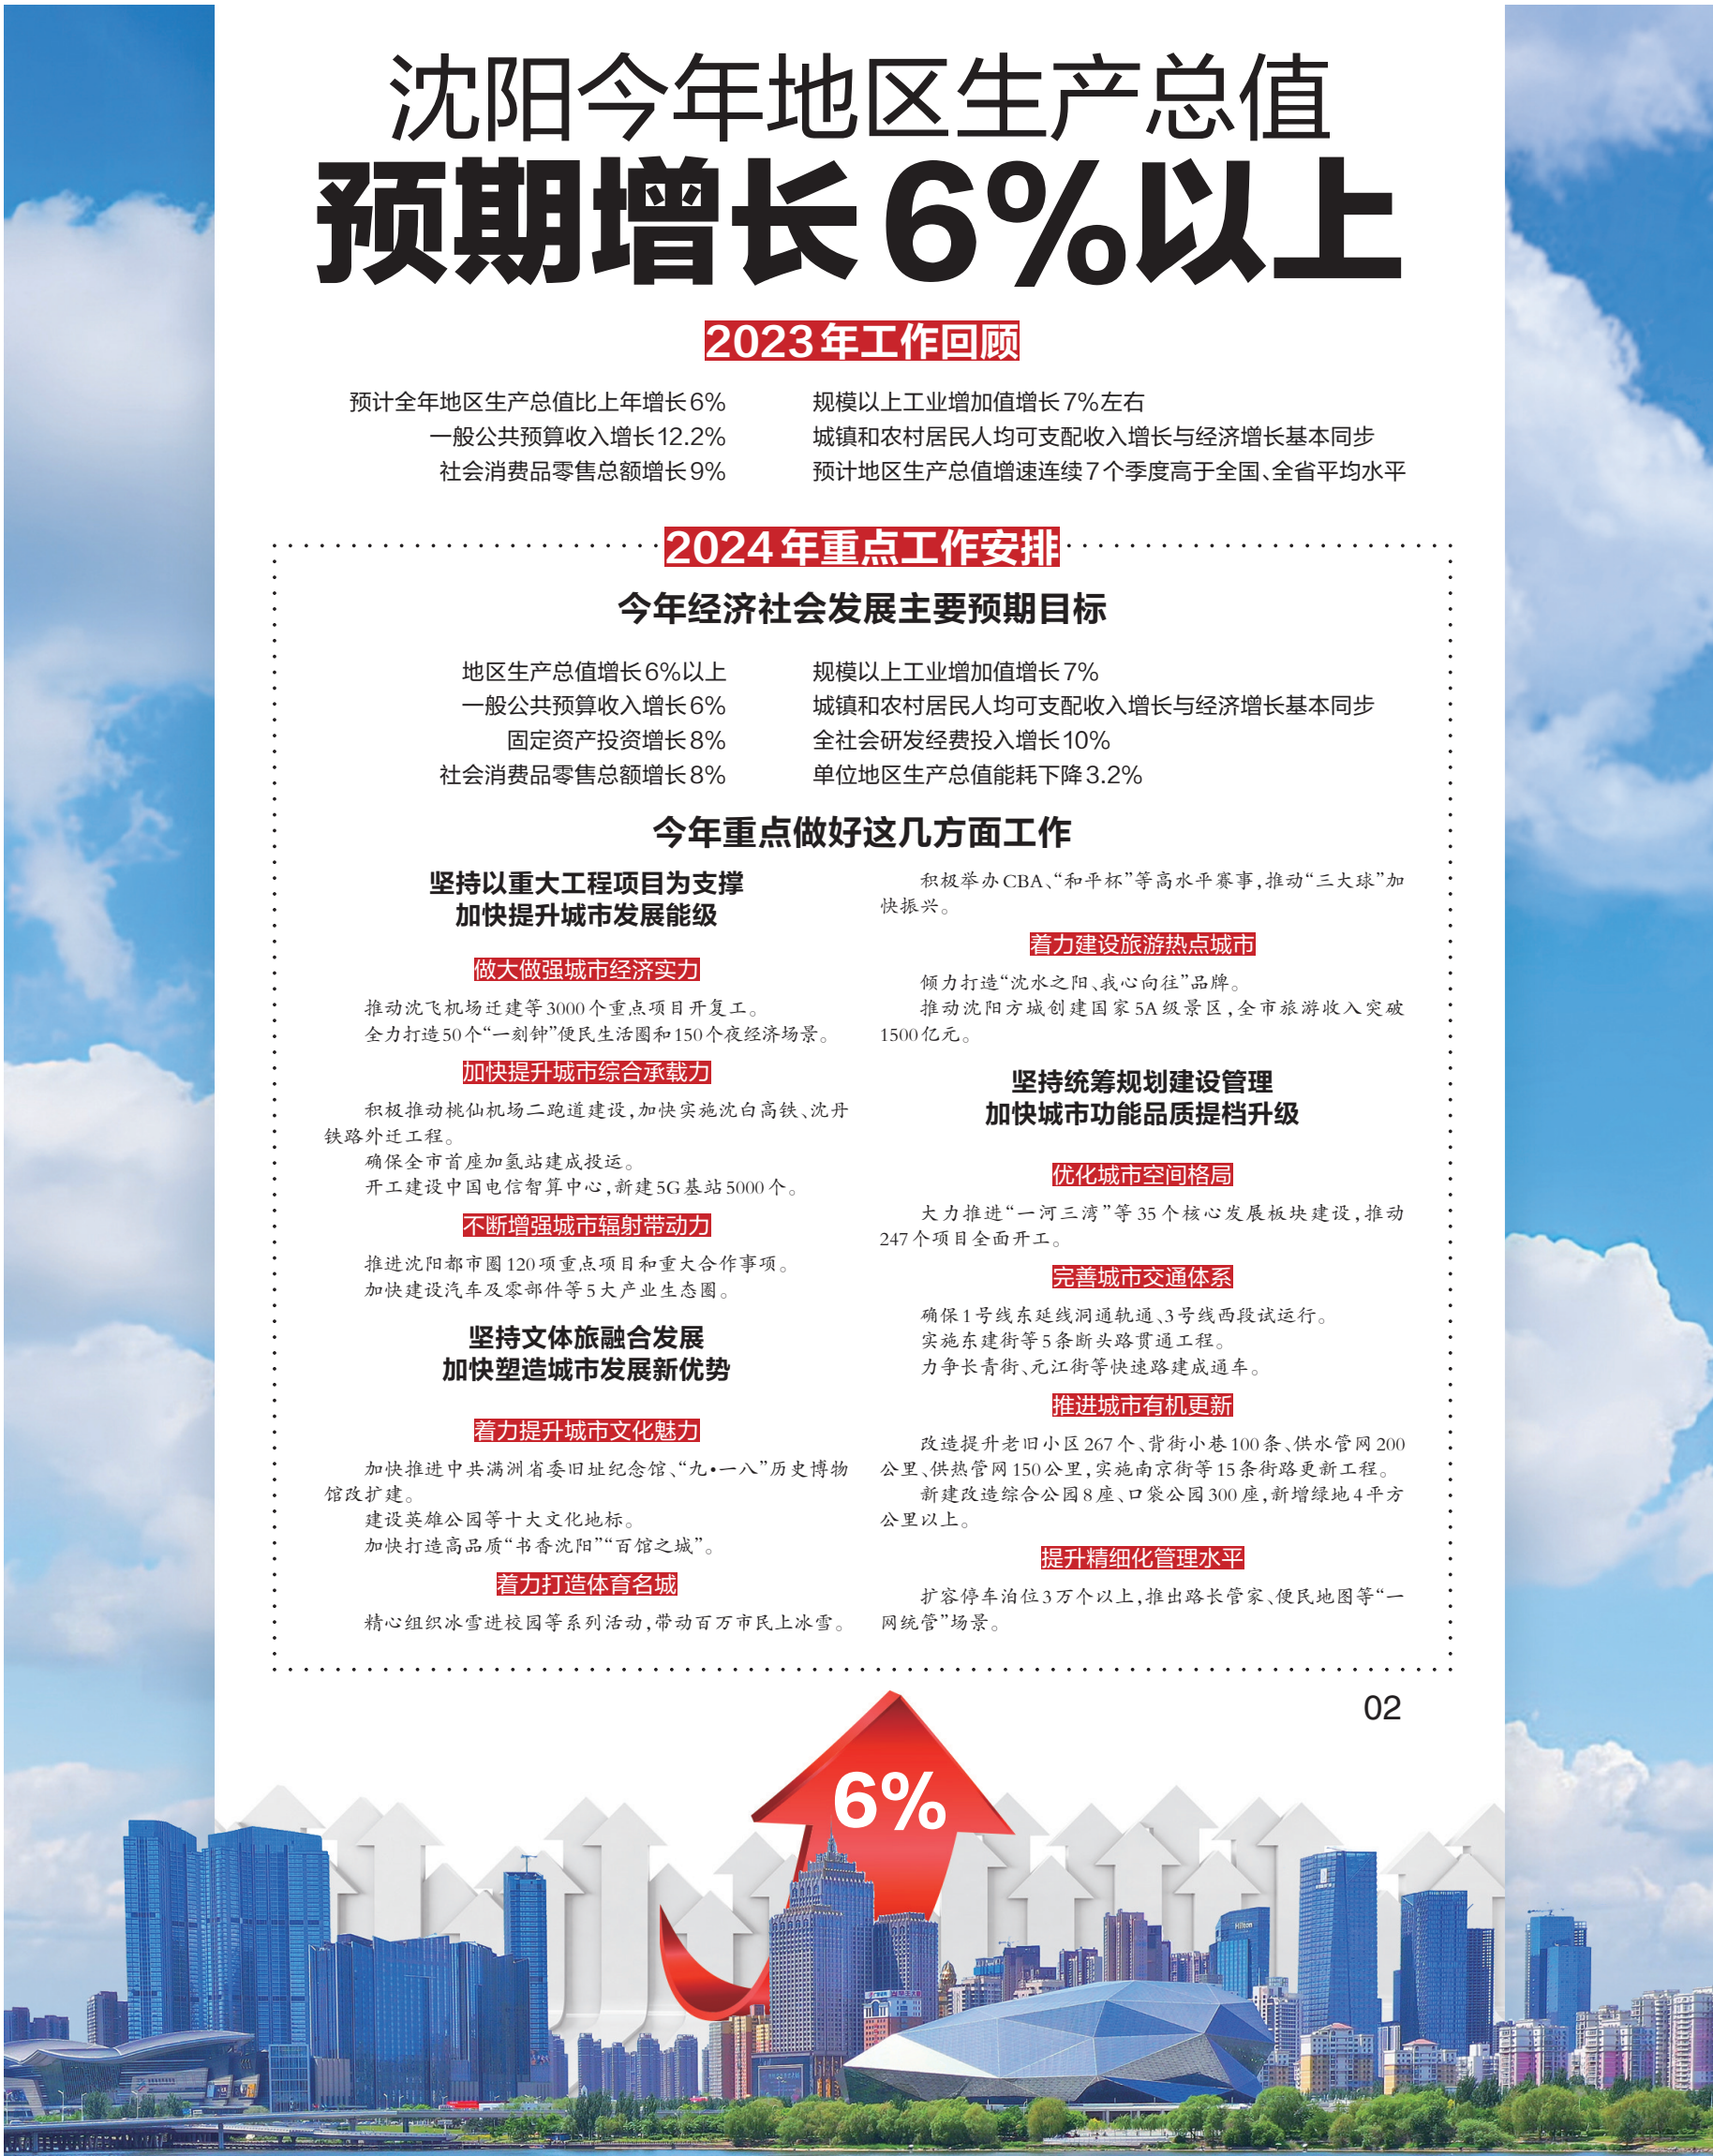 沈阳今年地区生产总值
预期增长6%以上
2023年工作回顾
预计全年地区生产总值比上年增长6%
一般公共预算收入增长12.2%
社会消费品零售总额增长9%
规模以上工业增加值增长7%左右
城镇和农村居民人均可支配收入增长与经济增长基本同步
预计地区生产总值增速连续7个季度高于全国、全省平均水平
2024年重点工作安排
今年经济社会发展主要预期目标
地区生产总值增长6%以上
一般公共预算收入增长6%
固定资产投资增长8%
社会消费品零售总额增长8%
规模以上工业增加值增长7%
城镇和农村居民人均可支配收入增长与经济增长基本同步
全社会研发经费投入增长10%
单位地区生产总值能耗下降3.2%
今年重点做好这几方面工作
坚持以重大工程项目为支撑
加快提升城市发展能级
做大做强城市经济实力
推动沈飞机场迁建等3000个重点项目开复工。
全力打造50个“一刻钟”便民生活圈和150个夜经济场景。
加快提升城市综合承载力
积极推动桃仙机场二跑道建设,加快实施沈白高铁、沈丹
铁路外迁工程。
确保全市首座加氢站建成投运。
开工建设中国电信智算中心,新建5G基站5000个。
不断增强城市辐射带动力
推进沈阳都市圈120项重点项目和重大合作事项。
加快建设汽车及零部件等5大产业生态圈。
坚持文体旅融合发展
加快塑造城市发展新优势
着力提升城市文化魅力
加快推进中共满洲省委旧址纪念馆、“九•一八”历史博物
馆改扩建。
建设英雄公园等十大文化地标。
加快打造高品质“书香沈阳”“百馆之城”。
着力打造体育名城
精心组织冰雪进校园等系列活动,带动百万市民上冰雪。
积极举办CBA、“和平杯”等高水平赛事,推动“三大球”加
快振兴。
着力建设旅游热点城市
倾力打造“沈水之阳、我心向往”品牌。
推动沈阳方城创建国家5A级景区,全市旅游收入突破
1500亿元。
坚持统筹规划建设管理
加快城市功能品质提档升级
优化城市空间格局
大力推进“一河三湾”等35个核心发展板块建设,推动
247个项目全面开工。
完善城市交通体系
确保1号线东延线洞通轨通、3号线西段试运行。
实施东建街等5条断头路贯通工程。
力争长青街、元江街等快速路建成通车。
推进城市有机更新
改造提升老旧小区267个、背街小巷100条、供水管网200
公里、供热管网150公里,实施南京街等15条街路更新工程。
新建改造综合公园8座、口袋公园300座,新增绿地4平方
公里以上。
提升精细化管理水平
扩容停车泊位3万个以上,推出路长管家、便民地图等“一
网统管”场景。
02
6%
Hilton